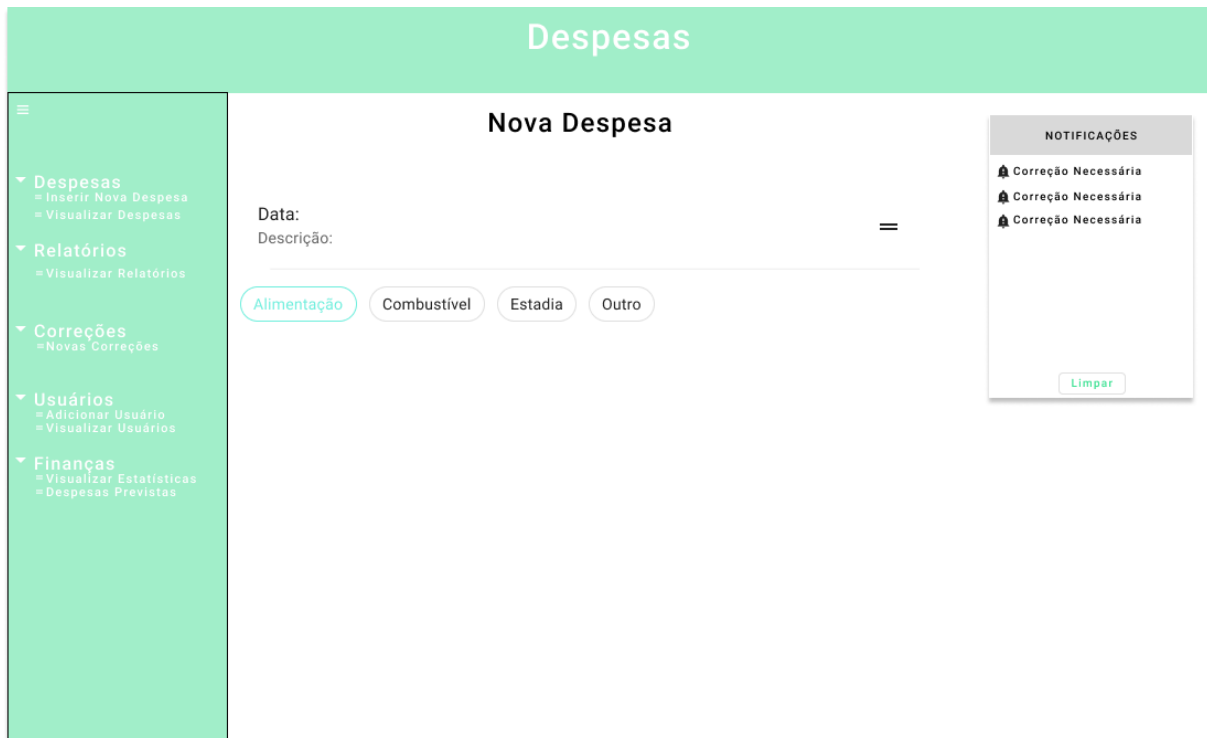 Despesas
Despesas
= Inserir Nova Despesa
= Visualizar Despesas
Relatórios
= Visualizar Relatórios
Correções
=Novas Correções
Usuários
= Adicionar Usuário
= Visualizar Usuários
Finanças
= Visualizar Estatísticas
= Despesas Previstas
Nova Despesa
Data:
Descrição:
Alimentação Combustível Estadia Outro
NOTIFICAÇÕES
Correção Necessária
Correção Necessária
Correção Necessária
Limpar